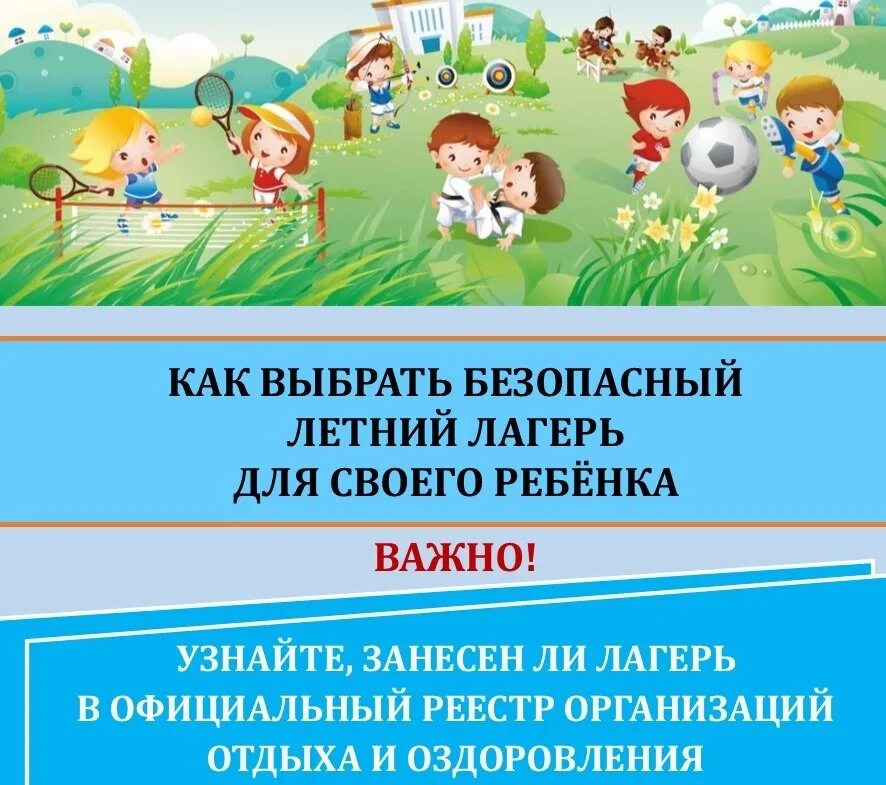 КАК ВЫБРАТЬ БЕЗОПАСНЫЙ
ЛЕТНИЙ ЛАГЕРЬ
ДЛЯ СВОЕГО РЕБЁНКА
ВАЖНО!
УЗНАЙТЕ, ЗАНЕСЕН ЛИ ЛАГЕРЬ
В ОФИЦИАЛЬНЫЙ РЕЕСТР ОРГАНИЗАЦИЙ
ОТДЫХА И ОЗДОРОВЛЕНИЯ